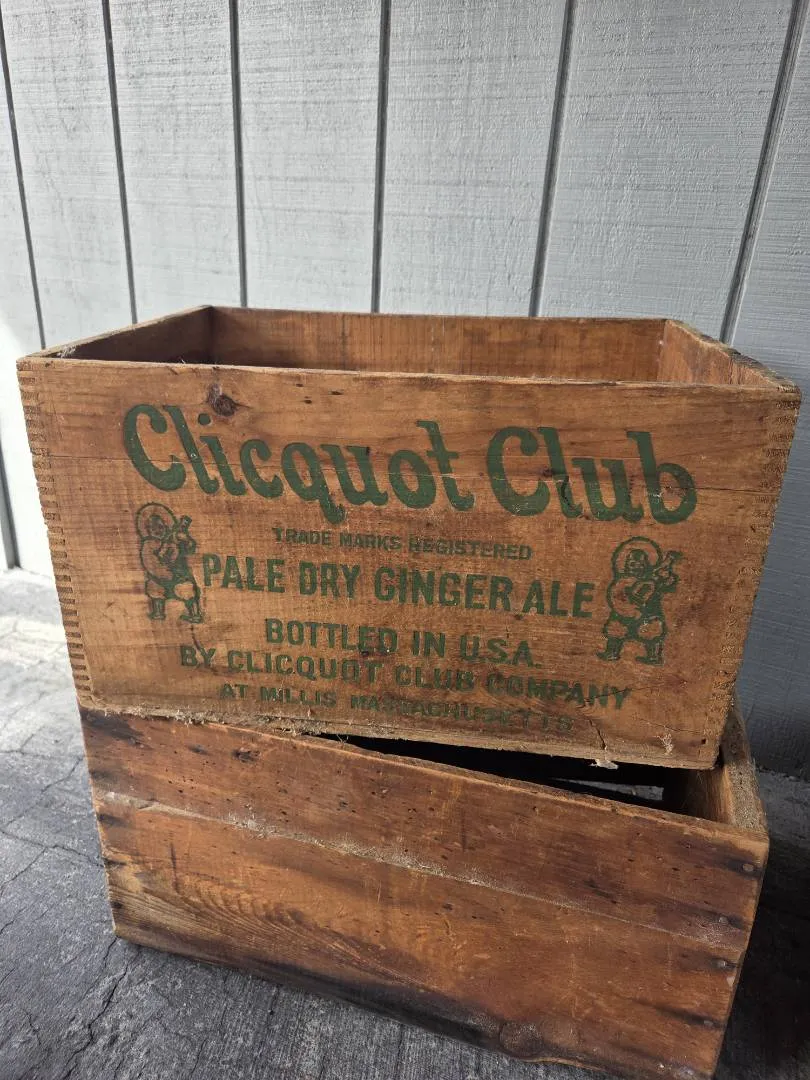 Clicquot Club
TRADE MARKS REGISTERED
PALE DRY GINGER ALE
BOTTLED IN U.S.A.
BY CLICQUOT CLUB COMPANY
AT MILLIS MASSACHUSETTS